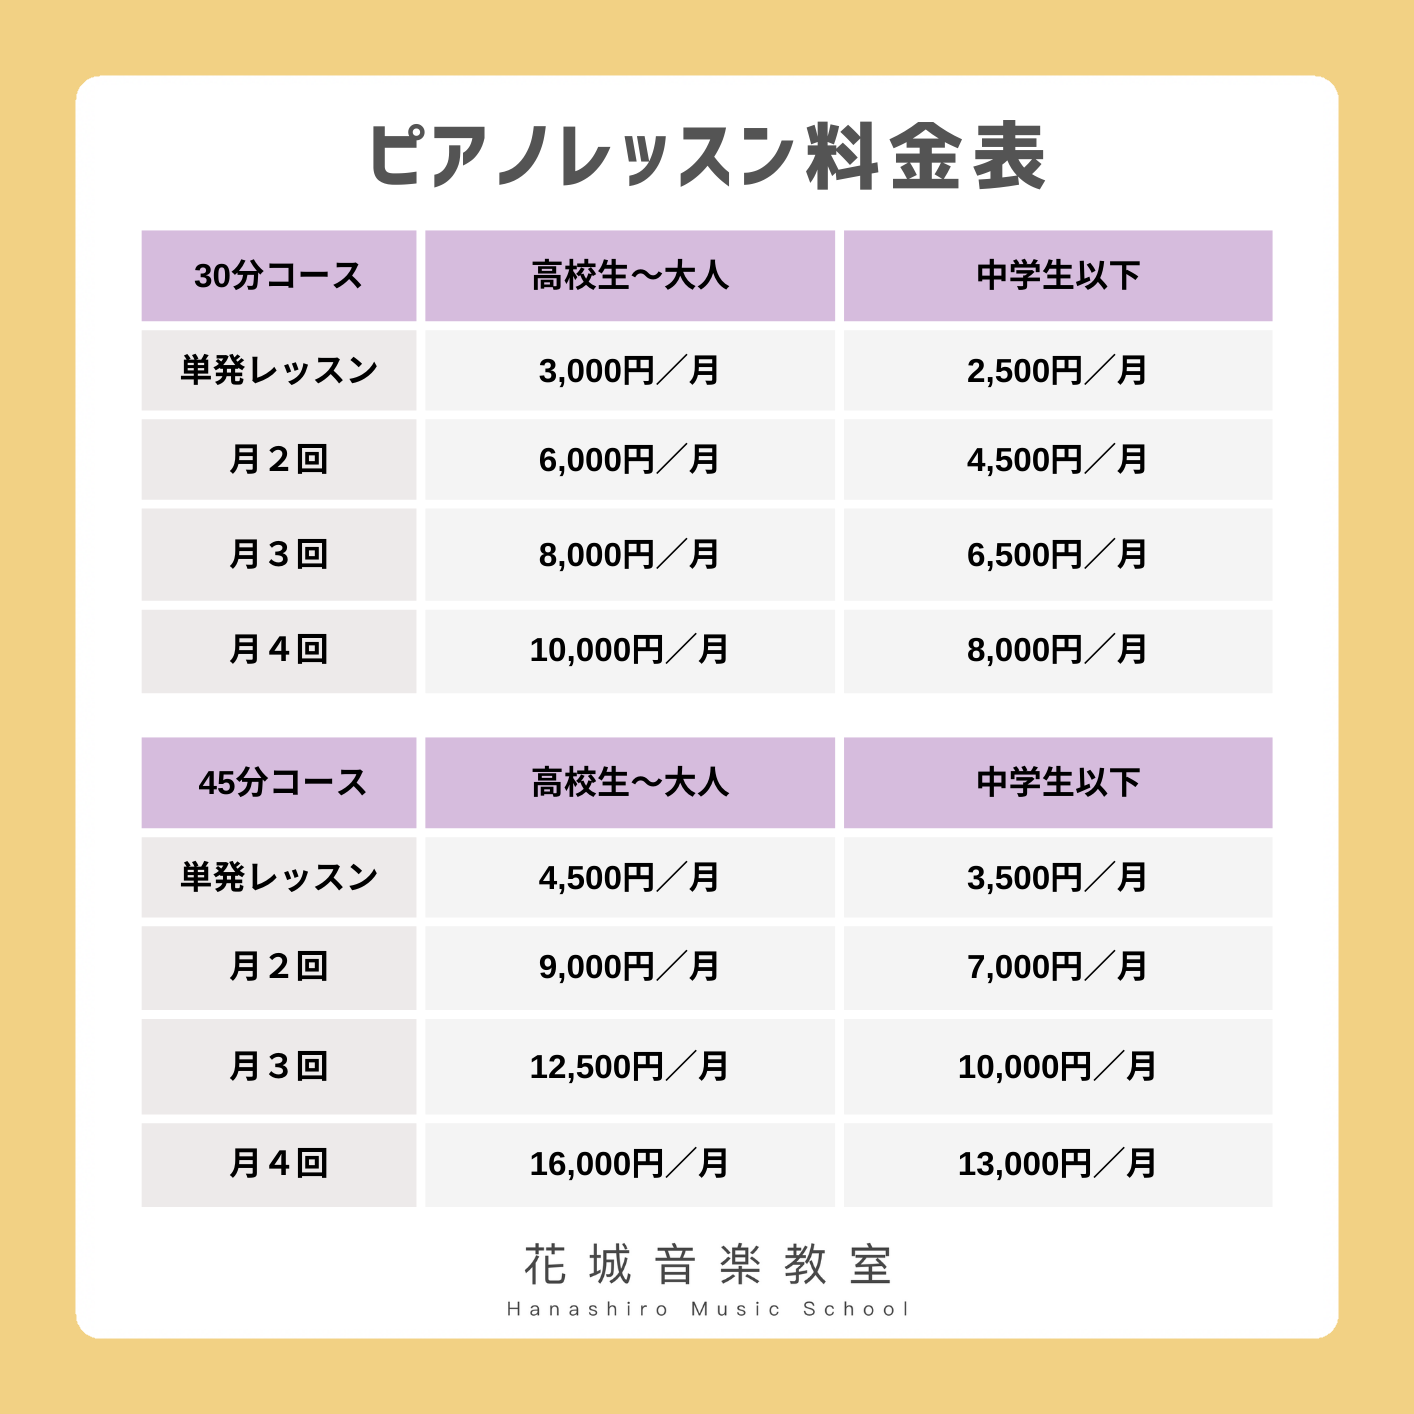 ピアノレッスン料金表
30分コース 高校生〜大人 中学生以下
単発レッスン 3,000円／月 2,500円／月
月２回 6,000円／月 4,500円／月
月３回 8,000円／月 6,500円／月
月４回 10,000円／月 8,000円／月
45分コース 高校生〜大人 中学生以下
単発レッスン 4,500円／月 3,500円／月
月２回 9,000円／月 7,000円／月
月３回 12,500円／月 10,000円／月
月４回 16,000円／月 13,000円／月
花城音楽教室
Hanashiro Music School